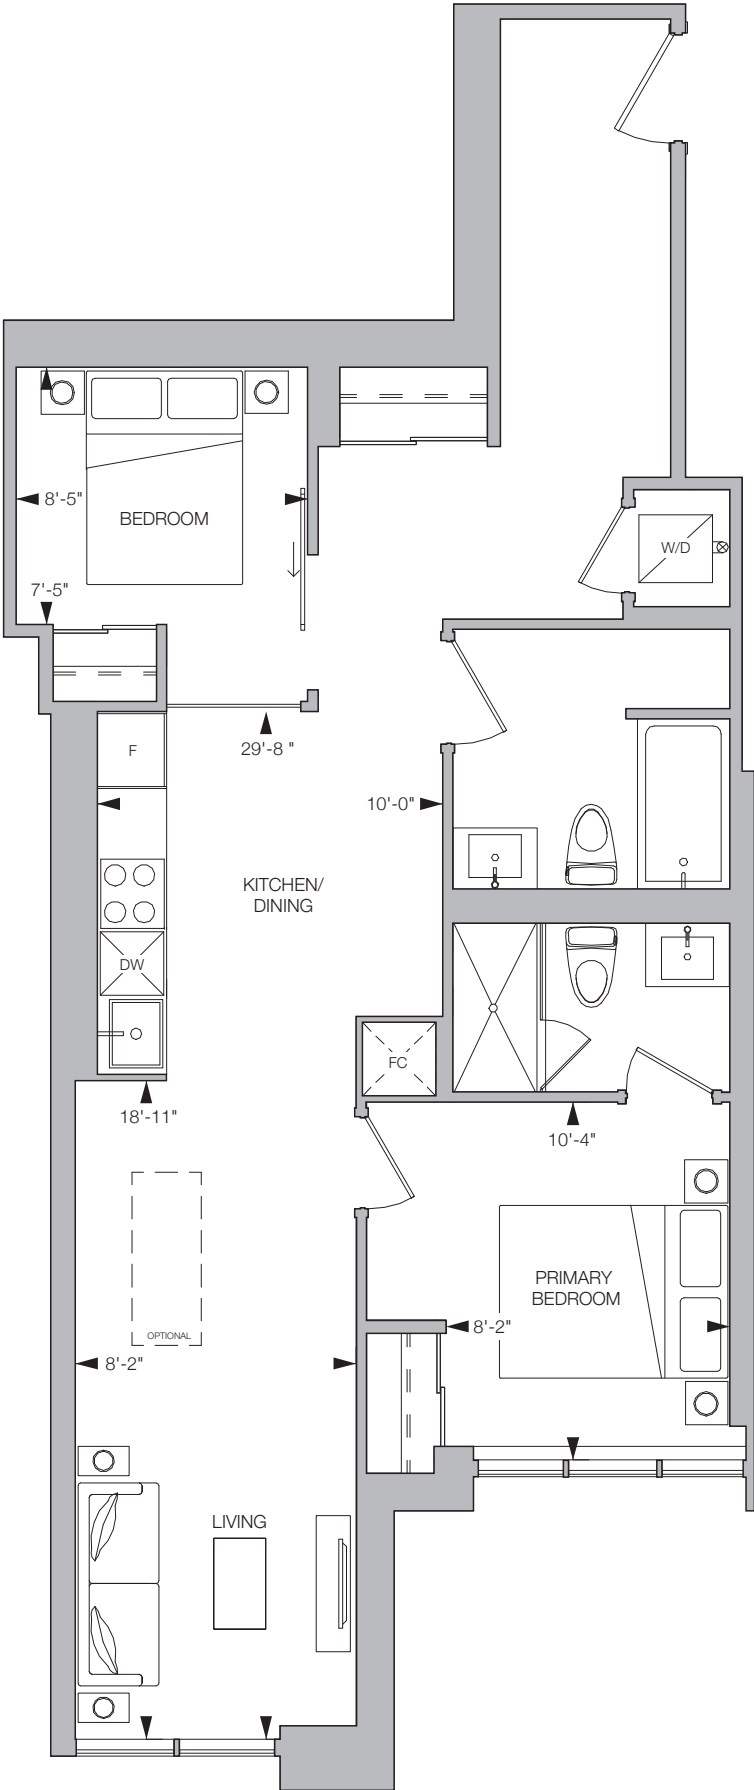 8'-5"
BEDROOM
W/D
7'-5"
F
29'-8 "
10'-0"
KITCHEN/
DINING
DW
FC
18'-11"
10'-4"
PRIMARY
BEDROOM
OPTIONAL
8'-2"
8'-2"
LIVING